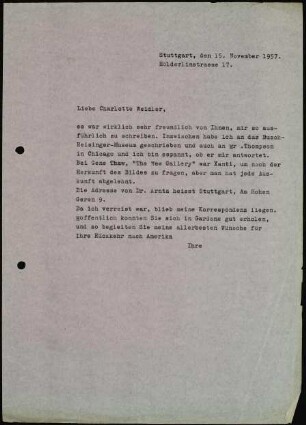 Stuttgart, den 15. November 1957.
Hölderlinstrasse 17.
Liebe Charlotte Weidler,
es war wirklich sehr freundlich von Ihnen, mir so aus-
führlich zu schreiben. Inzwischen habe ich an das Busch-
Reisinger-Museum geschrieben und auch an Mr .Thompson
in Chicago und ich bin gespannt, ob er mir antwortet.
Bei Gene Thaw, "The New Gallery" war Xanti, um nach der
Herkunft des Bildes zu fragen, aber man hat jede Aus-
kunft abgelehnt.
Die Adresse von Dr. heisst Stuttgart, Am Hohen
Geren 9.
Da ich verreist war, blieb meine Korrespondenz liegen.
Hoffentlich konnten Sie sich in Gardone gut erholen,
und so begleiten Sie meine allerbesten Wünsche für
Ihre Rückkehr nach Amerika
Ihre